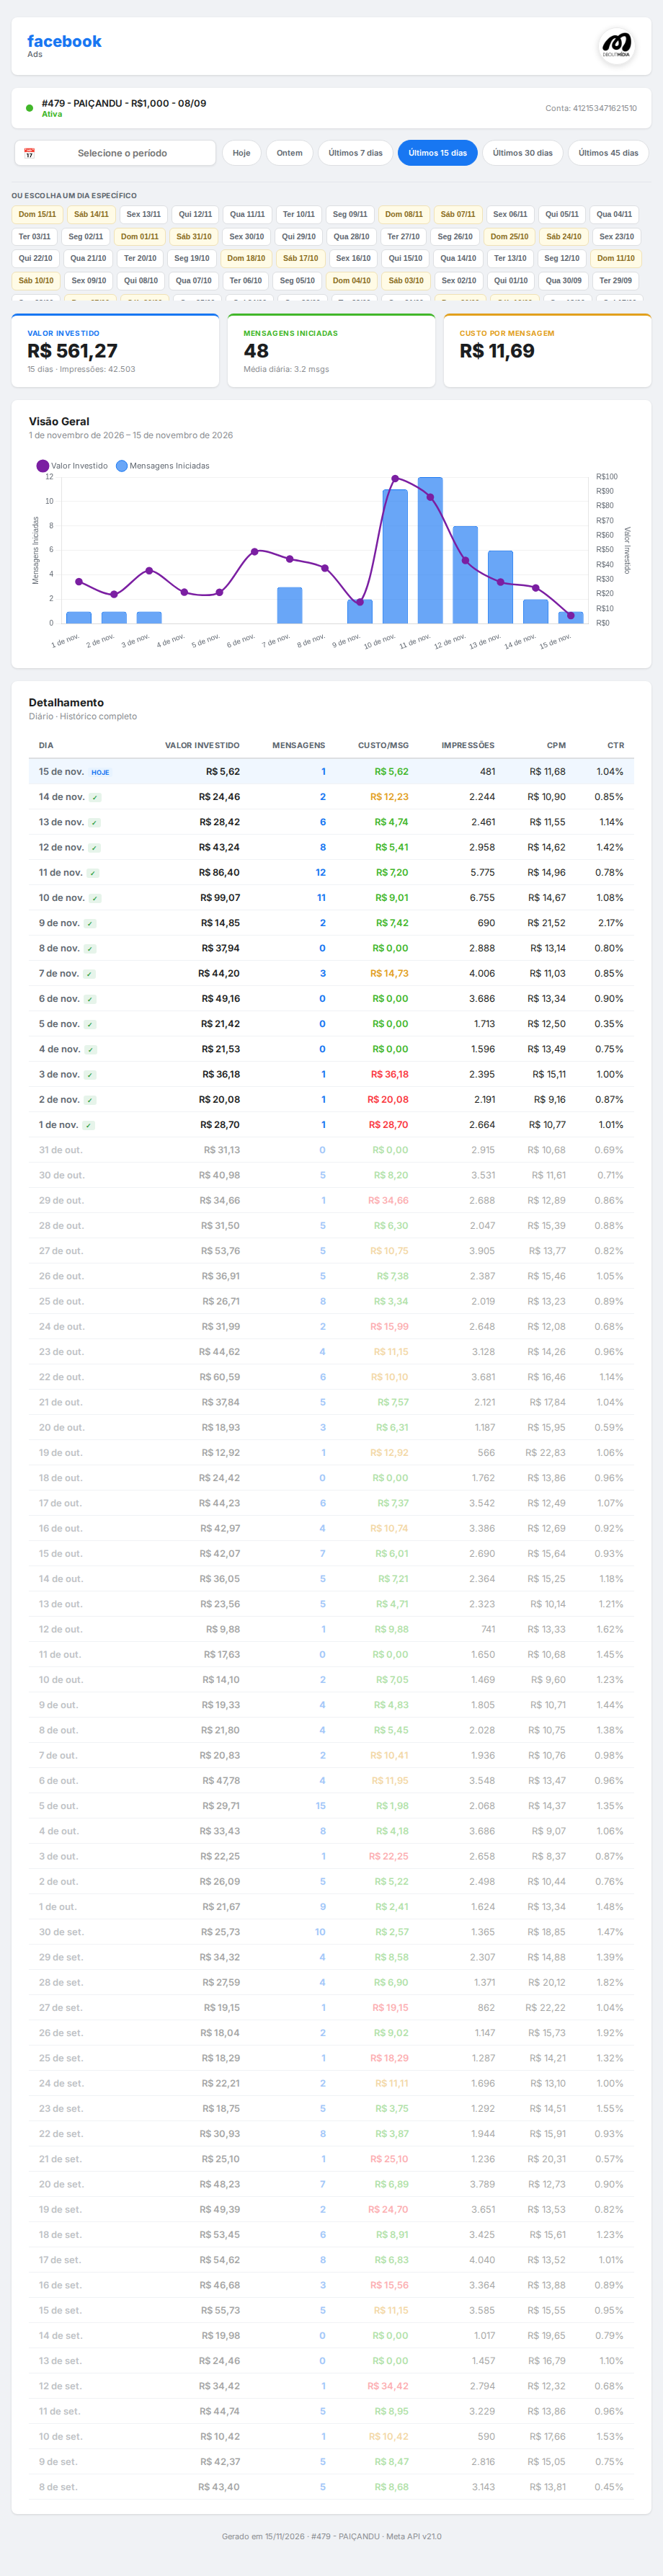 facebook
Ads
#479 - PAIÇANDU - R$1,000 - 08/09
Ativa
Conta: 412153471621510
Selecione o período
Hoje
Ontem
Últimos 7 dias
Últimos 15 dias
Últimos 30 dias
Últimos 45 dias
OU ESCOLHA UM DIA ESPECÍFICO
Dom 15/11 Sáb 14/11 Sex 13/11 Qui 12/11 Qua 11/11 Ter 10/11 Seg 09/11 Dom 08/11 Sáb 07/11 Sex 06/11 Qui 05/11 Qua 04/11
Ter 03/11 Seg 02/11 Dom 01/11 Sáb 31/10 Sex 30/10 Qui 29/10 Qua 28/10 Ter 27/10 Seg 26/10 Dom 25/10 Sáb 24/10 Sex 23/10
Qui 22/10 Qua 21/10 Ter 20/10 Seg 19/10 Dom 18/10 Sáb 17/10 Sex 16/10 Qui 15/10 Qua 14/10 Ter 13/10 Seg 12/10 Dom 11/10
Sáb 10/10 Sex 09/10 Qui 08/10 Qua 07/10 Ter 06/10 Seg 05/10 Dom 04/10 Sáb 03/10 Sex 02/10 Qui 01/10 Qua 30/09 Ter 29/09
VALOR INVESTIDO
R$ 561,27
15 dias · Impressões: 42.503
MENSAGENS INICIADAS
48
Média diária: 3.2 msgs
CUSTO POR MENSAGEM
R$ 11,69
Visão Geral
1 de novembro de 2026 – 15 de novembro de 2026
Valor Investido Mensagens Iniciadas
Mensagens Iniciadas
12
10
8
6
4
2
0
R$100
R$90
R$80
R$70
R$60
R$50
R$40
R$30
R$20
R$10
R$0
Valor Investido
1 de nov. 2 de nov. 3 de nov. 4 de nov. 5 de nov. 6 de nov. 7 de nov. 8 de nov. 9 de nov. 10 de nov. 11 de nov. 12 de nov. 13 de nov. 14 de nov. 15 de nov.
Detalhamento
Diário · Histórico completo
DIA VALOR INVESTIDO MENSAGENS CUSTO/MSG IMPRESSÕES CPM CTR
15 de nov. HOJE R$ 5,62 1 R$ 5,62 481 R$ 11,68 1.04%
14 de nov. ✓ R$ 24,46 2 R$ 12,23 2.244 R$ 10,90 0.85%
13 de nov. ✓ R$ 28,42 6 R$ 4,74 2.461 R$ 11,55 1.14%
12 de nov. ✓ R$ 43,24 8 R$ 5,41 2.958 R$ 14,62 1.42%
11 de nov. ✓ R$ 86,40 12 R$ 7,20 5.775 R$ 14,96 0.78%
10 de nov. ✓ R$ 99,07 11 R$ 9,01 6.755 R$ 14,67 1.08%
9 de nov. ✓ R$ 14,85 2 R$ 7,42 690 R$ 21,52 2.17%
8 de nov. ✓ R$ 37,94 0 R$ 0,00 2.888 R$ 13,14 0.80%
7 de nov. ✓ R$ 44,20 3 R$ 14,73 4.006 R$ 11,03 0.85%
6 de nov. ✓ R$ 49,16 0 R$ 0,00 3.686 R$ 13,34 0.90%
5 de nov. ✓ R$ 21,42 0 R$ 0,00 1.713 R$ 12,50 0.35%
4 de nov. ✓ R$ 21,53 0 R$ 0,00 1.596 R$ 13,49 0.75%
3 de nov. ✓ R$ 36,18 1 R$ 36,18 2.395 R$ 15,11 1.00%
2 de nov. ✓ R$ 20,08 1 R$ 20,08 2.191 R$ 9,16 0.87%
1 de nov. ✓ R$ 28,70 1 R$ 28,70 2.664 R$ 10,77 1.01%
31 de out. R$ 31,13 0 R$ 0,00 2.915 R$ 10,68 0.69%
30 de out. R$ 40,98 5 R$ 8,20 3.531 R$ 11,61 0.71%
29 de out. R$ 34,66 1 R$ 34,66 2.688 R$ 12,89 0.86%
28 de out. R$ 31,50 5 R$ 6,30 2.047 R$ 15,39 0.88%
27 de out. R$ 53,76 5 R$ 10,75 3.905 R$ 13,77 0.82%
26 de out. R$ 36,91 5 R$ 7,38 2.387 R$ 15,46 1.05%
25 de out. R$ 26,71 8 R$ 3,34 2.019 R$ 13,23 0.89%
24 de out. R$ 31,99 2 R$ 15,99 2.648 R$ 12,08 0.68%
23 de out. R$ 44,62 4 R$ 11,15 3.128 R$ 14,26 0.96%
22 de out. R$ 60,59 6 R$ 10,10 3.681 R$ 16,46 1.14%
21 de out. R$ 37,84 5 R$ 7,57 2.121 R$ 17,84 1.04%
20 de out. R$ 18,93 3 R$ 6,31 1.187 R$ 15,95 0.59%
19 de out. R$ 12,92 1 R$ 12,92 566 R$ 22,83 1.06%
18 de out. R$ 24,42 0 R$ 0,00 1.762 R$ 13,86 0.96%
17 de out. R$ 44,23 6 R$ 7,37 3.542 R$ 12,49 1.07%
16 de out. R$ 42,97 4 R$ 10,74 3.386 R$ 12,69 0.92%
15 de out. R$ 42,07 7 R$ 6,01 2.690 R$ 15,64 0.93%
14 de out. R$ 36,05 5 R$ 7,21 2.364 R$ 15,25 1.18%
13 de out. R$ 23,56 5 R$ 4,71 2.323 R$ 10,14 1.21%
12 de out. R$ 9,88 1 R$ 9,88 741 R$ 13,33 1.62%
11 de out. R$ 17,63 0 R$ 0,00 1.650 R$ 10,68 1.45%
10 de out. R$ 14,10 2 R$ 7,05 1.469 R$ 9,60 1.23%
9 de out. R$ 19,33 4 R$ 4,83 1.805 R$ 10,71 1.44%
8 de out. R$ 21,80 4 R$ 5,45 2.028 R$ 10,75 1.38%
7 de out. R$ 20,83 2 R$ 10,41 1.936 R$ 10,76 0.98%
6 de out. R$ 47,78 4 R$ 11,95 3.548 R$ 13,47 0.96%
5 de out. R$ 29,71 15 R$ 1,98 2.068 R$ 14,37 1.35%
4 de out. R$ 33,43 8 R$ 4,18 3.686 R$ 9,07 1.06%
3 de out. R$ 22,25 1 R$ 22,25 2.658 R$ 8,37 0.87%
2 de out. R$ 26,09 5 R$ 5,22 2.498 R$ 10,44 0.76%
1 de out. R$ 21,67 9 R$ 2,41 1.624 R$ 13,34 1.48%
30 de set. R$ 25,73 10 R$ 2,57 1.365 R$ 18,85 1.47%
29 de set. R$ 34,32 4 R$ 8,58 2.307 R$ 14,88 1.39%
28 de set. R$ 27,59 4 R$ 6,90 1.371 R$ 20,12 1.82%
27 de set. R$ 19,15 1 R$ 19,15 862 R$ 22,22 1.04%
26 de set. R$ 18,04 2 R$ 9,02 1.147 R$ 15,73 1.92%
25 de set. R$ 18,29 1 R$ 18,29 1.287 R$ 14,21 1.32%
24 de set. R$ 22,21 2 R$ 11,11 1.696 R$ 13,10 1.00%
23 de set. R$ 18,75 5 R$ 3,75 1.292 R$ 14,51 1.55%
22 de set. R$ 30,93 8 R$ 3,87 1.944 R$ 15,91 0.93%
21 de set. R$ 25,10 1 R$ 25,10 1.236 R$ 20,31 0.57%
20 de set. R$ 48,23 7 R$ 6,89 3.789 R$ 12,73 0.90%
19 de set. R$ 49,39 2 R$ 24,70 3.651 R$ 13,53 0.82%
18 de set. R$ 53,45 6 R$ 8,91 3.425 R$ 15,61 1.23%
17 de set. R$ 54,62 8 R$ 6,83 4.040 R$ 13,52 1.01%
16 de set. R$ 46,68 3 R$ 15,56 3.364 R$ 13,88 0.89%
15 de set. R$ 55,73 5 R$ 11,15 3.585 R$ 15,55 0.95%
14 de set. R$ 19,98 0 R$ 0,00 1.017 R$ 19,65 0.79%
13 de set. R$ 24,46 0 R$ 0,00 1.457 R$ 16,79 1.10%
12 de set. R$ 34,42 1 R$ 34,42 2.794 R$ 12,32 0.68%
11 de set. R$ 44,74 5 R$ 8,95 3.229 R$ 13,86 0.96%
10 de set. R$ 10,42 1 R$ 10,42 590 R$ 17,66 1.53%
9 de set. R$ 42,37 5 R$ 8,47 2.816 R$ 15,05 0.75%
8 de set. R$ 43,40 5 R$ 8,68 3.143 R$ 13,81 0.45%
Gerado em 15/11/2026 · #479 - PAIÇANDU · Meta API v21.0